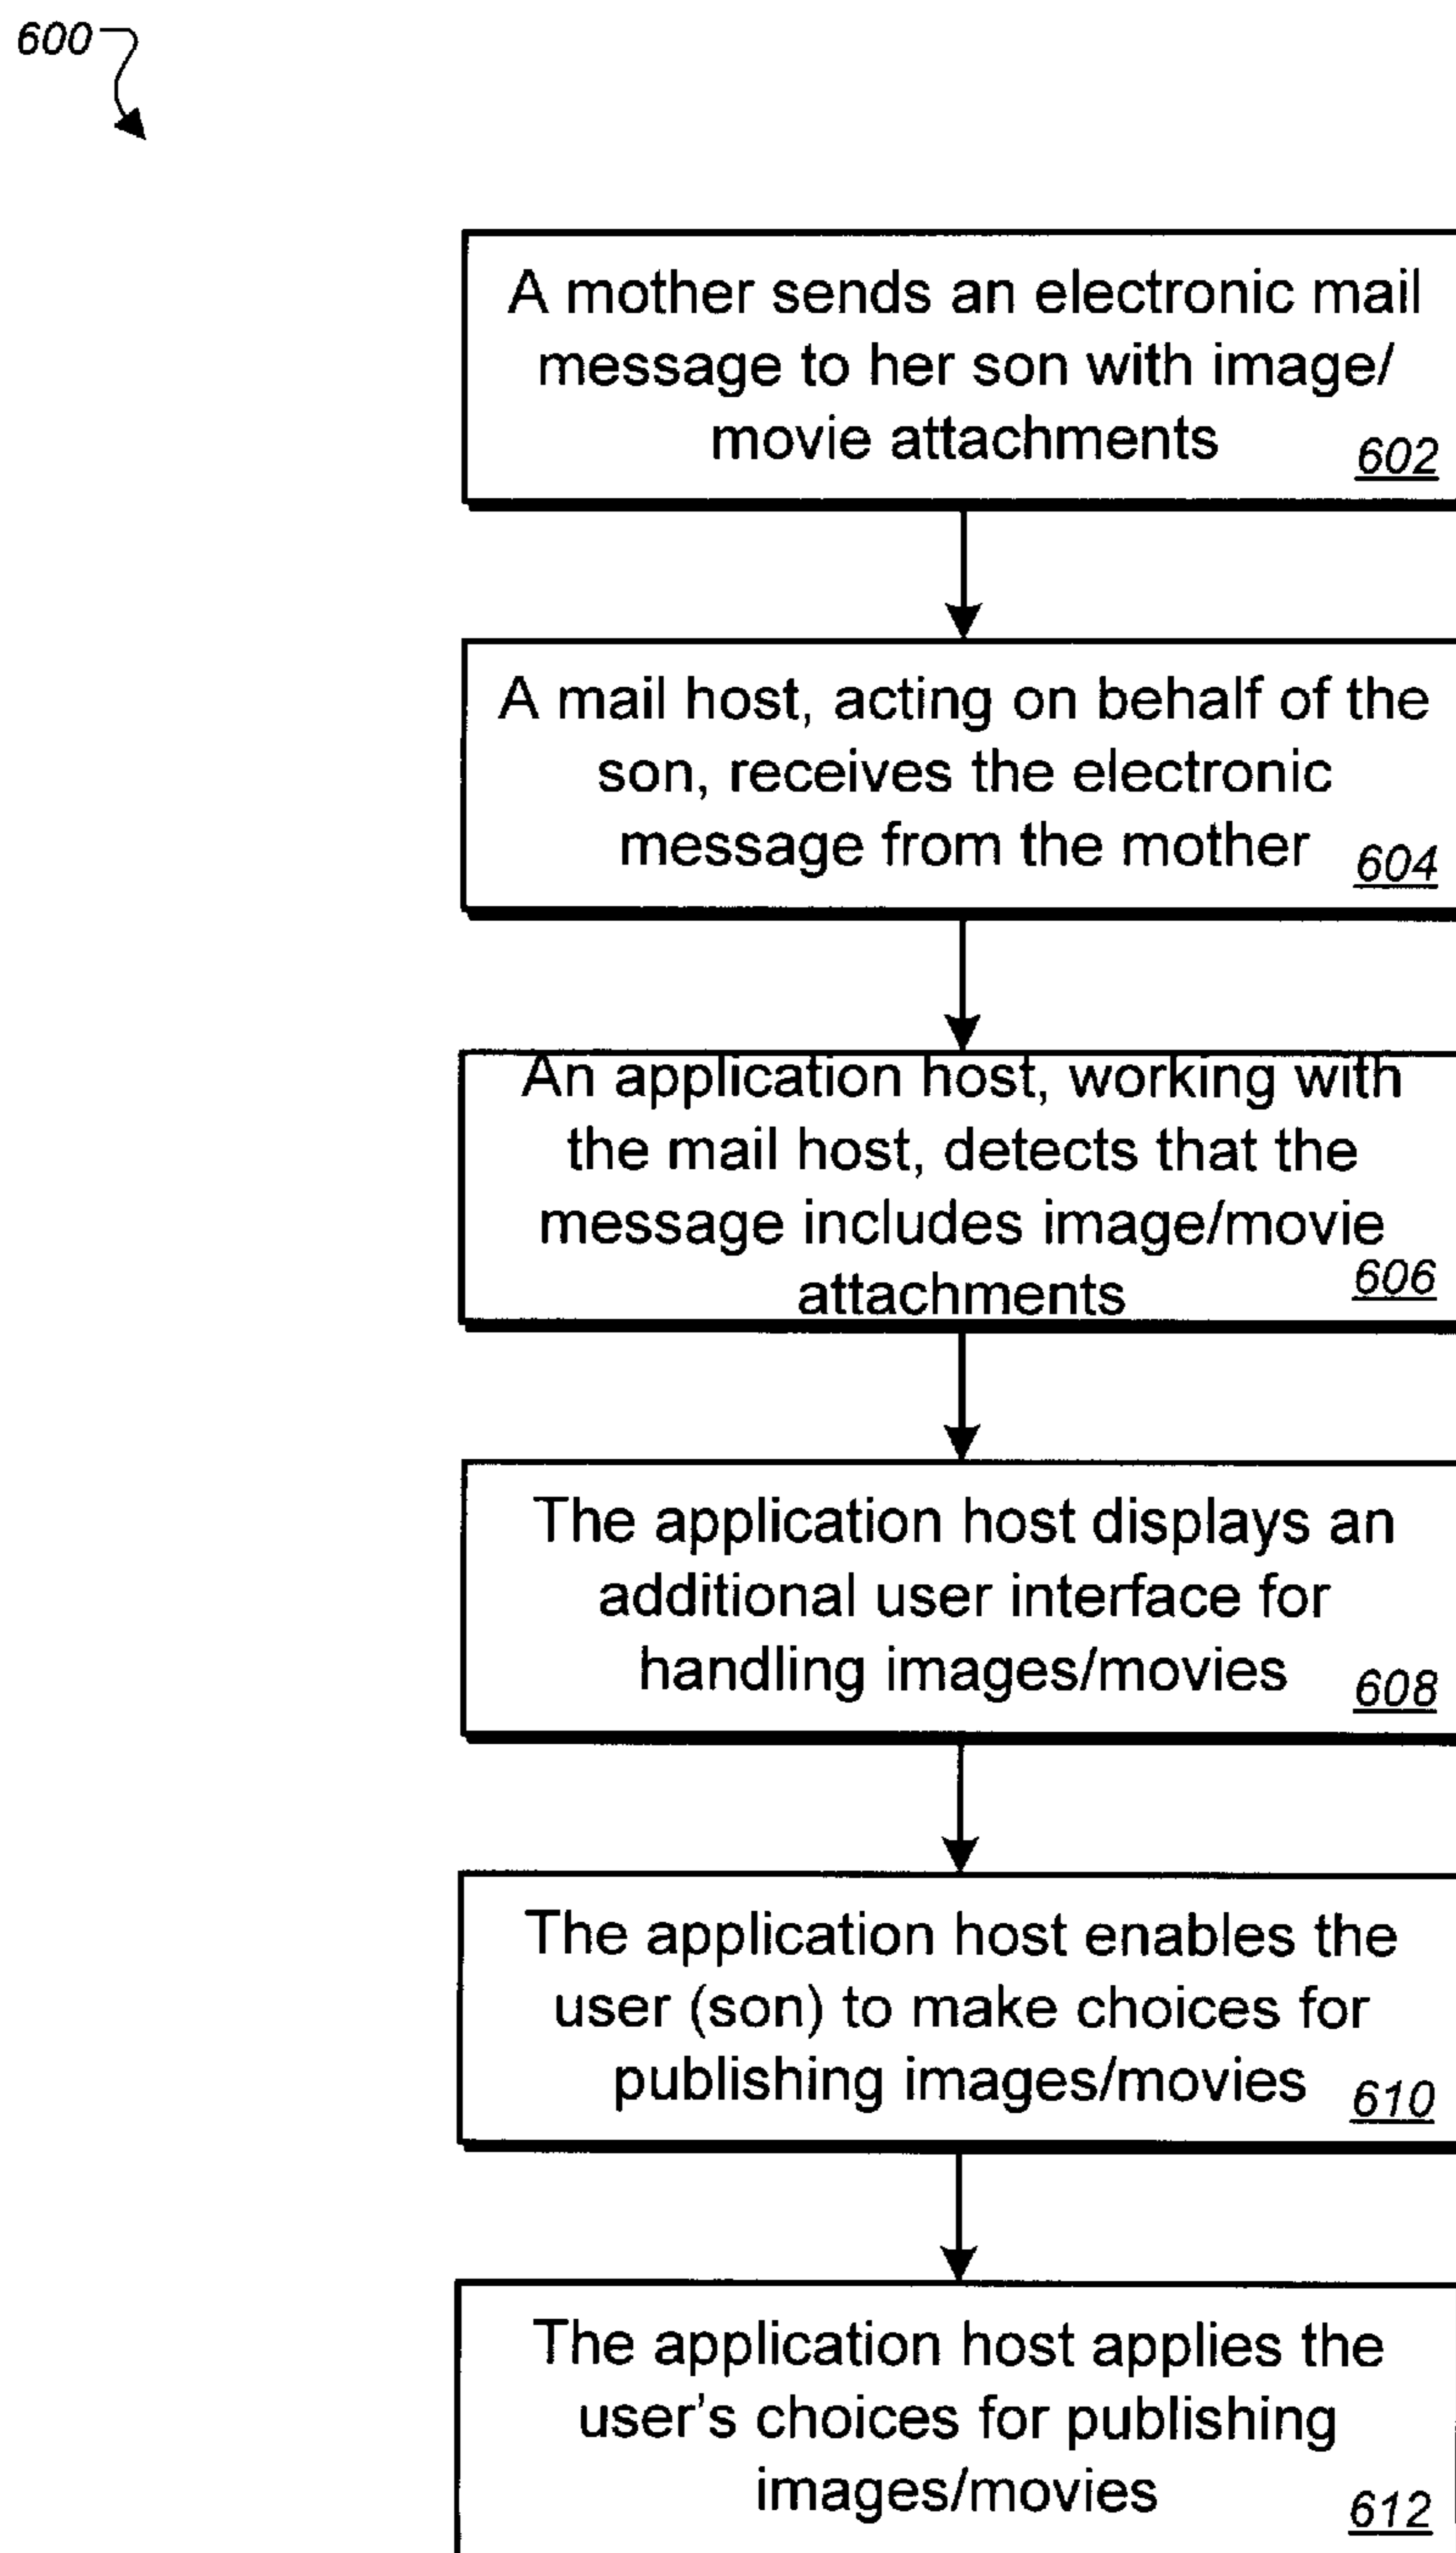 600
A mother sends an electronic mail
message to her son with image/
movie attachments
602
A mail host, acting on behalf of the
son, receives the electronic
message from the mother
604
An application host, working with
the mail host, detects that the
message includes image/movie
attachments
606
The application host displays an
additional user interface for
handling images/movies
608
The application host enables the
user (son) to make choices for
publishing images/movies
610
The application host applies the
user's choices for publishing
images/movies
612